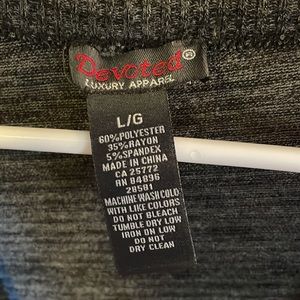 Devoted®
LUXURY APPAREL
L/G
60%POLYESTER
35%RAYON
5%SPANDEX
MADE IN CHINA
CA 25772
RN 94896
28581
MACHINE WASH COLD
WITH LIKE COLORS
DO NOT BLEACH
TUMBLE DRY LOW
IRON ON LOW
DO NOT
DRY CLEAN